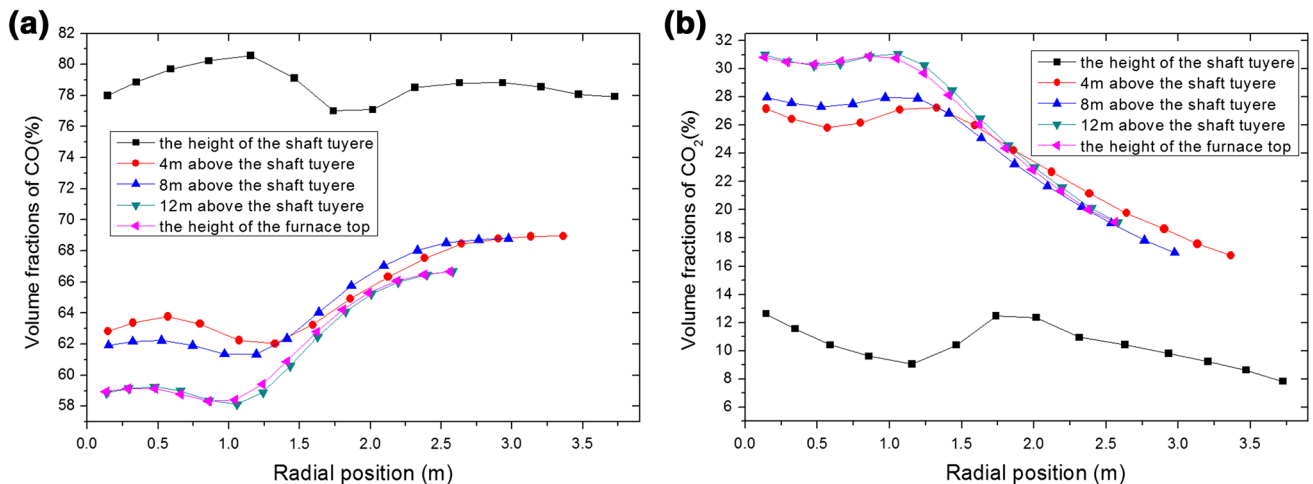 (a)
82
80
78
76
71
70
69
68
66
64
62
59
58
Volume fractions of CO(%)
the height of the shaft tuyere
4m above the shaft tuyere
8m above the shaft tuyere
12m above the shaft tuyere
the height of the furnace top
0.0 0.5 1.0 1.5 2.0 2.5 3.0 3.5
Radial position (m)
(b)
32
30
28
26
24
22
20
18
16
14
12
10
8
6
Volume fractions of CO2(%)
the height of the shaft tuyere
4m above the shaft tuyere
8m above the shaft tuyere
12m above the shaft tuyere
the height of the furnace top
0.0 0.5 1.0 1.5 2.0 2.5 3.0 3.5
Radial position (m)